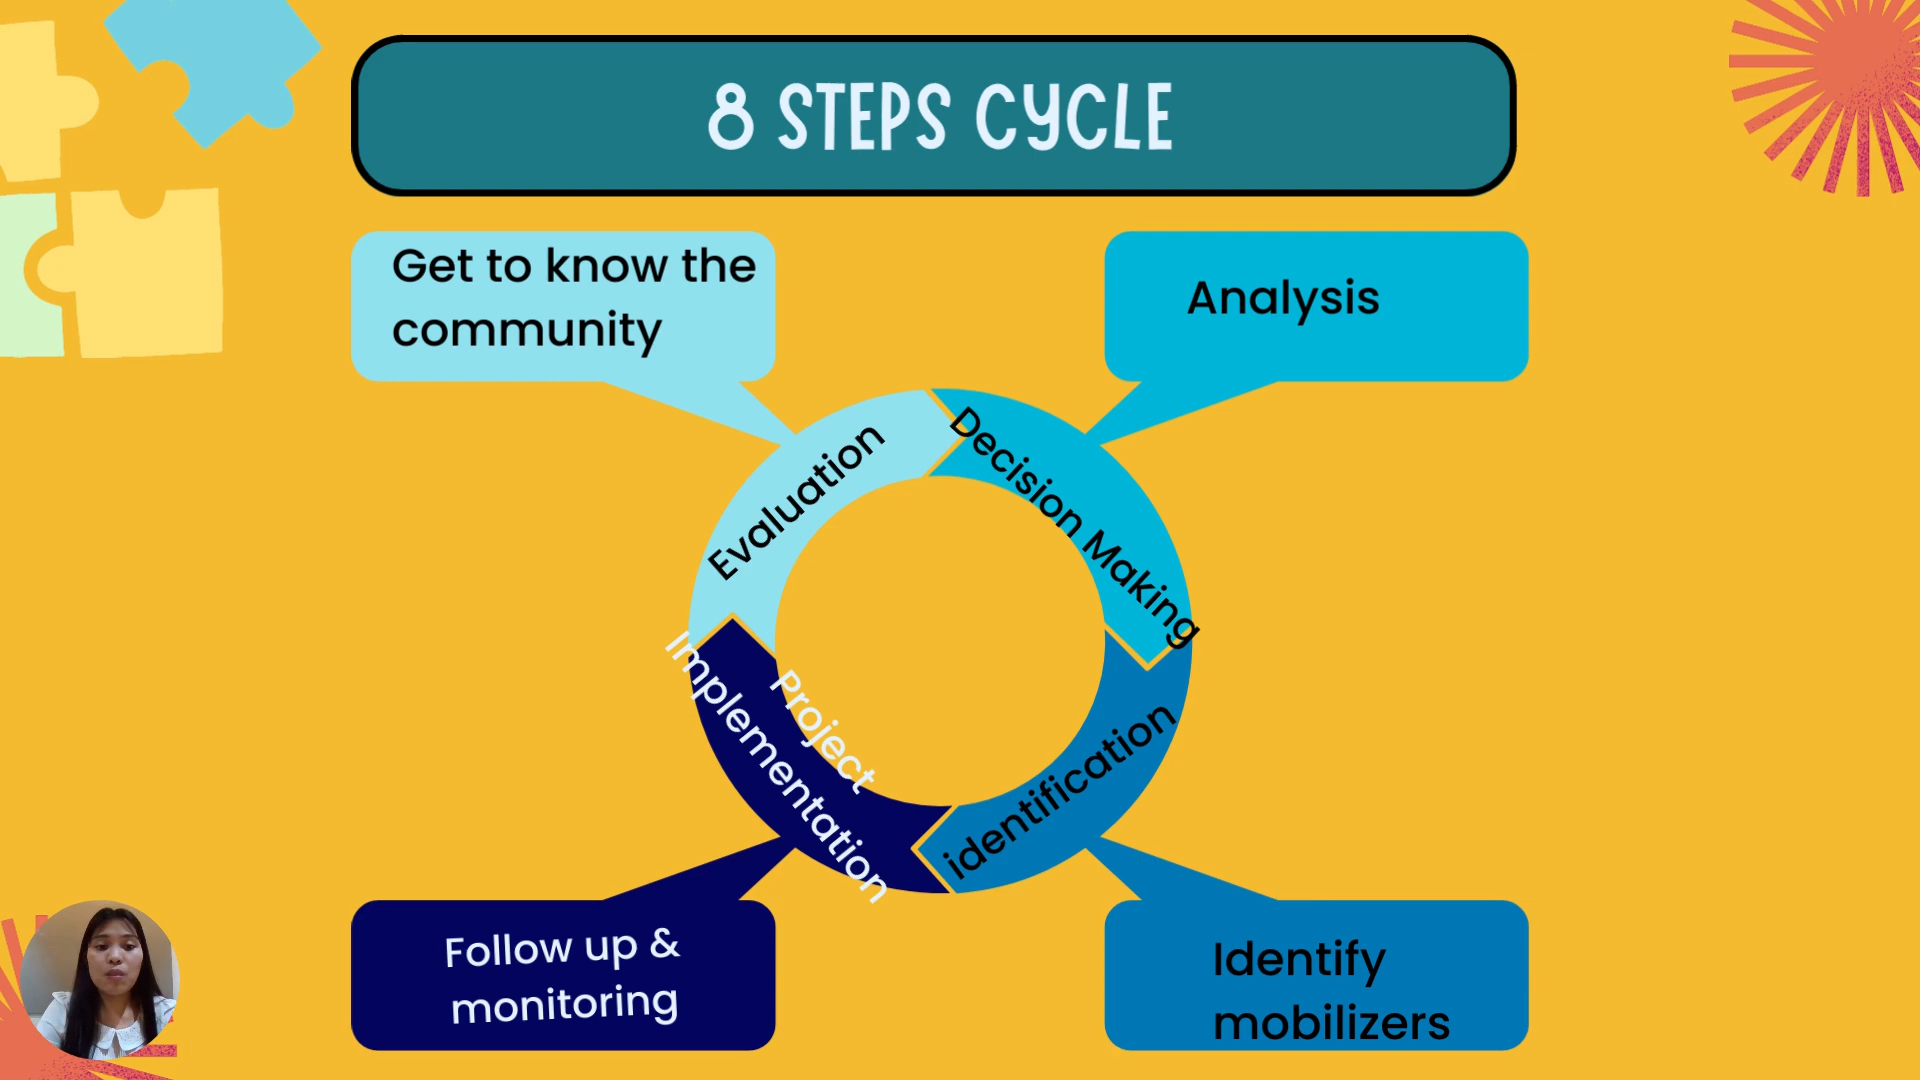 8 STEPS CYCLE
Get to know the
community
Analysis
Evaluation
Decision Making
Project
Implementation
identification
Follow up &
monitoring
Identify
mobilizers